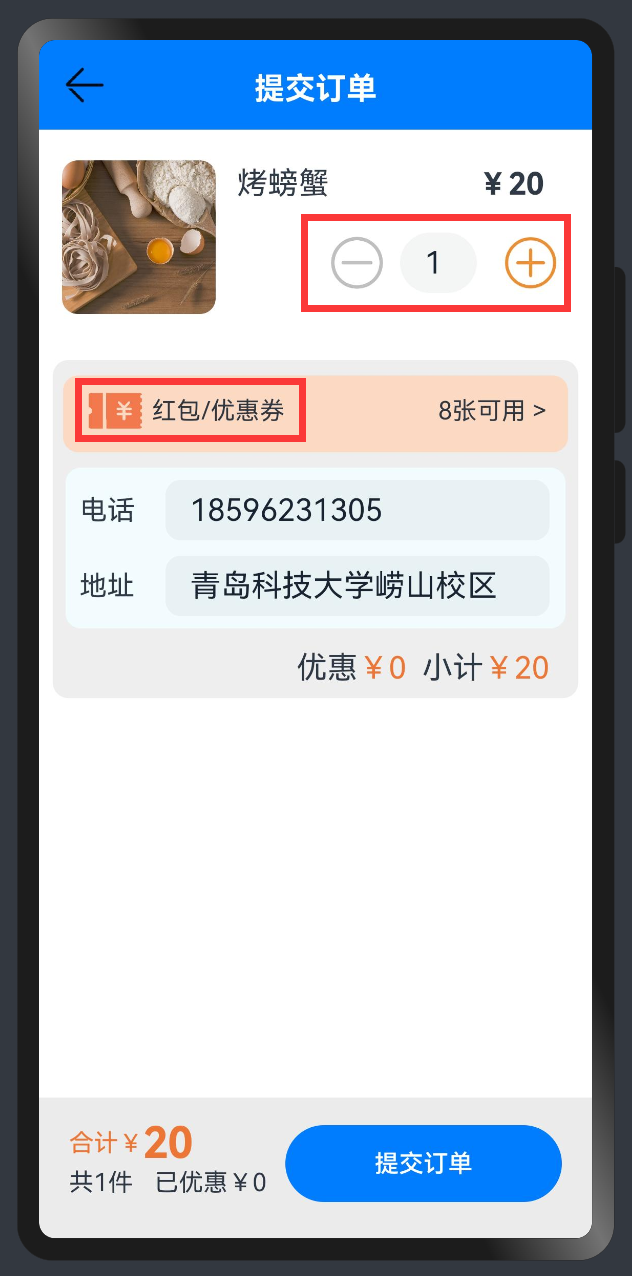 提交订单
烤螃蟹 ￥20
1
¥ 红包/优惠券 8张可用 >
电话 18596231305
地址 青岛科技大学崂山校区
优惠￥0 小计￥20
合计￥20
共1件 已优惠￥0
提交订单